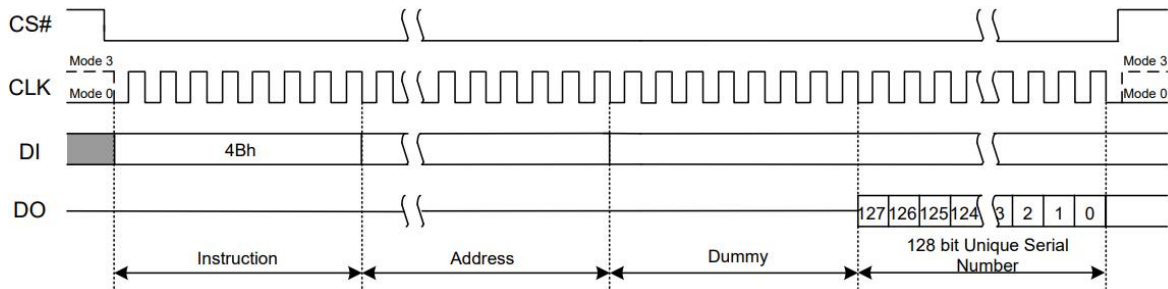 CS#
Mode 3
Mode 3
CLK
Mode 0
Mode 0
DI
4Bh
DO
127 126 125 124 3 2 1 0
Instruction
Address
Dummy
128 bit Unique Serial
Number